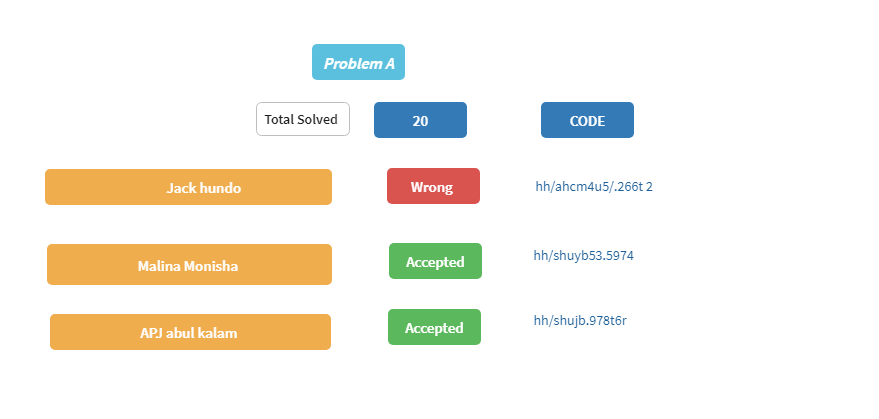 Problem A
Total Solved 20 CODE
Jack hundo Wrong hh/ahcm4u5/.266t 2
Malina Monisha Accepted hh/shuyb53.5974
APJ abul kalam Accepted hh/shujb.978t6r